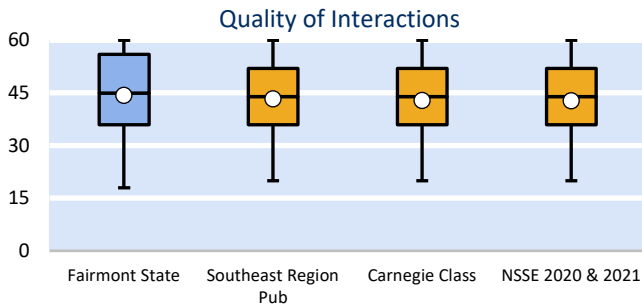 Quality of Interactions
60
45
30
15
0
Fairmont State
Southeast Region
Pub
Carnegie Class
NSSE 2020 & 2021